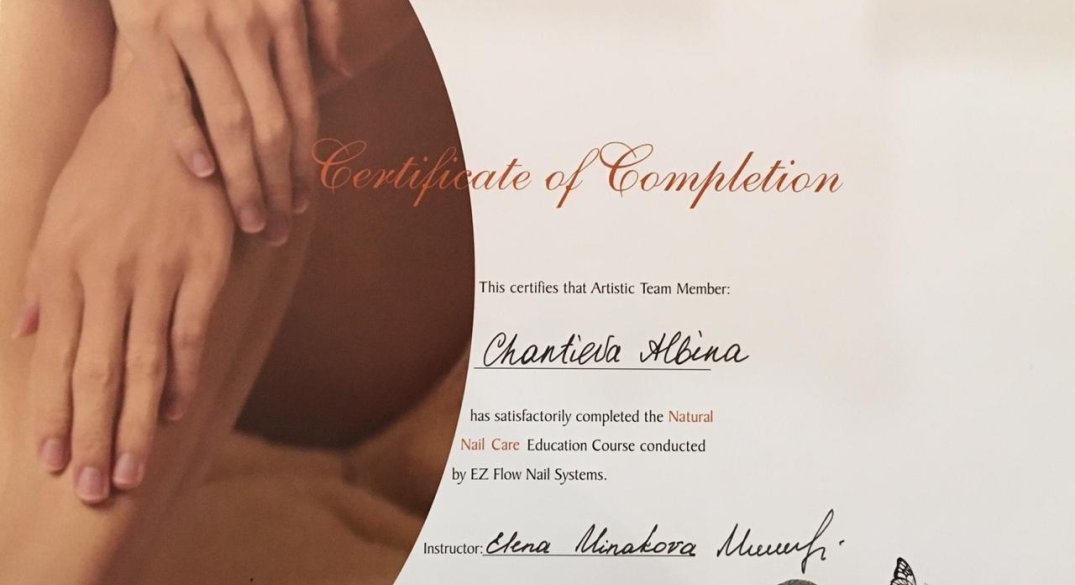 Certificate of Completion
This certifies that Artistic Team Member:
Chantieva Albina
has satisfactorily completed the Natural
Nail Care Education Course conducted
by EZ Flow Nail Systems.
Instructor: Elena Minakova